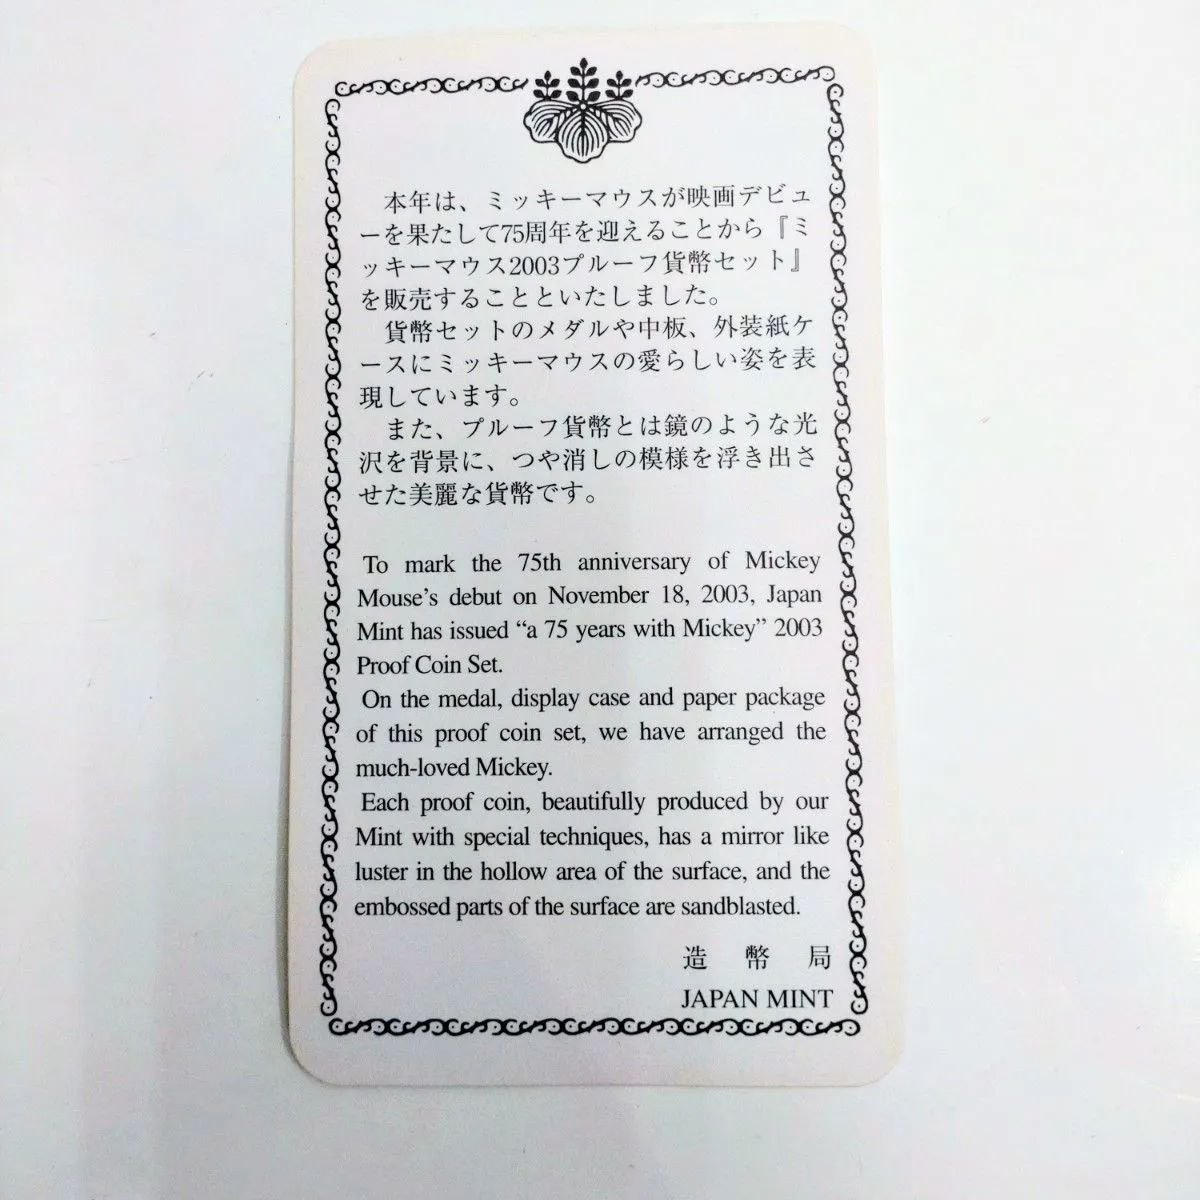 本年は、ミッキーマウスが映画デビュ
ーを果たして75周年を迎えることから『ミ
ッキーマウス2003プルーフ貨幣セット』
を販売することといたしました。
貨幣セットのメダルや中板、外装紙ケ
ースにミッキーマウスの愛らしい姿を表
現しています。
また、プルーフ貨幣とは鏡のような光
沢を背景に、つや消しの模様を浮き出さ
せた美麗な貨幣です。
To mark the 75th anniversary of Mickey
Mouse's debut on November 18, 2003, Japan
Mint has issued “a 75 years with Mickey” 2003
Proof Coin Set.
On the medal, display case and paper package
of this proof coin set, we have arranged the
much-loved Mickey.
Each proof coin, beautifully produced by our
Mint with special techniques, has a mirror like
luster in the hollow area of the surface, and the
embossed parts of the surface are sandblasted.
造幣局
JAPAN MINT